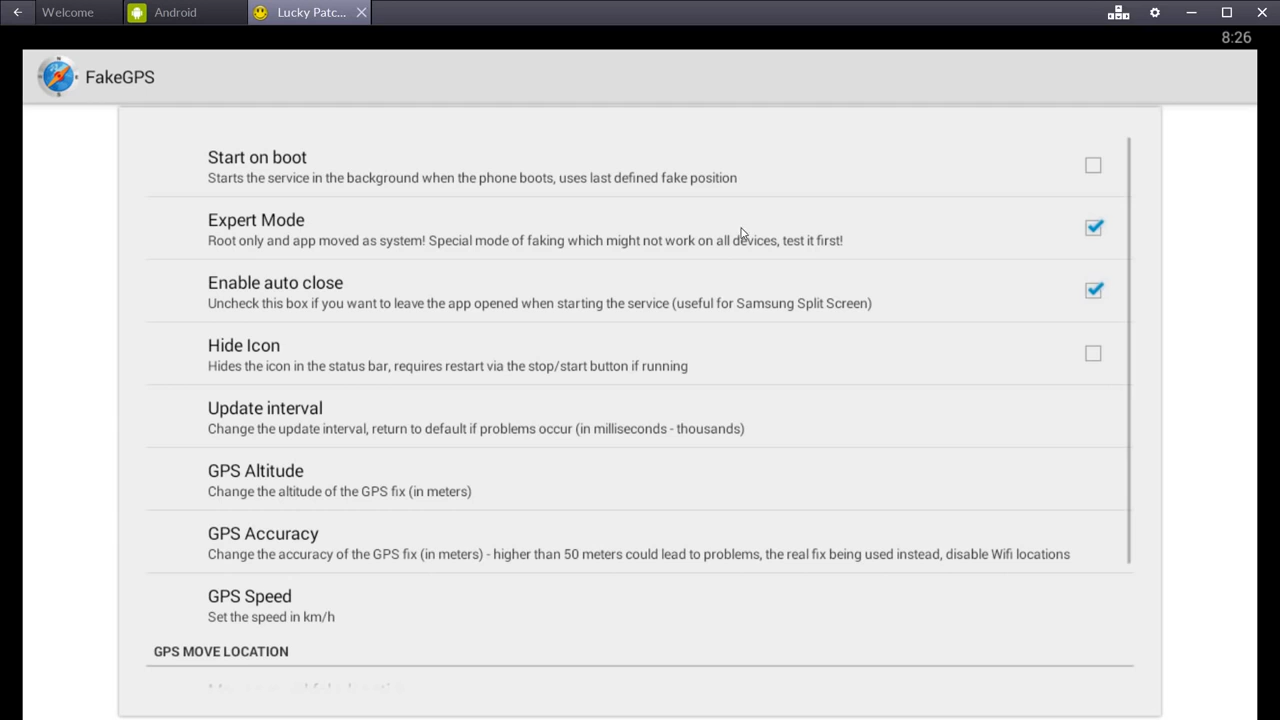 Welcome
Android
Lucky Patc...
8:26
FakeGPS
Start on boot
Starts the service in the background when the phone boots, uses last defined fake position
Expert Mode
Root only and app moved as system! Special mode of faking which might not work on all devices, test it first!
Enable auto close
Uncheck this box if you want to leave the app opened when starting the service (useful for Samsung Split Screen)
Hide Icon
Hides the icon in the status bar, requires restart via the stop/start button if running
Update interval
Change the update interval, return to default if problems occur (in milliseconds - thousands)
GPS Altitude
Change the altitude of the GPS fix (in meters)
GPS Accuracy
Change the accuracy of the GPS fix (in meters) - higher than 50 meters could lead to problems, the real fix being used instead, disable Wifi locations
GPS Speed
Set the speed in km/h
GPS MOVE LOCATION